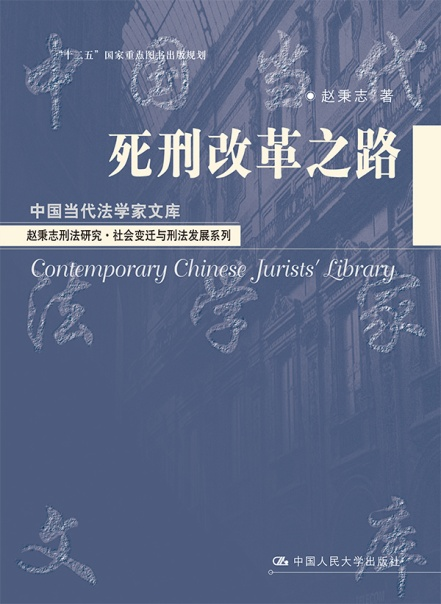 "十二五"国家重点图书出版规划
中国当代
赵秉志 著
死刑改革之路
中国当代法学家文库
赵秉志刑法研究·社会变迁与刑法发展系列
Contemporary Chinese Jurists' Library
法学家
文库
中国人民大学出版社